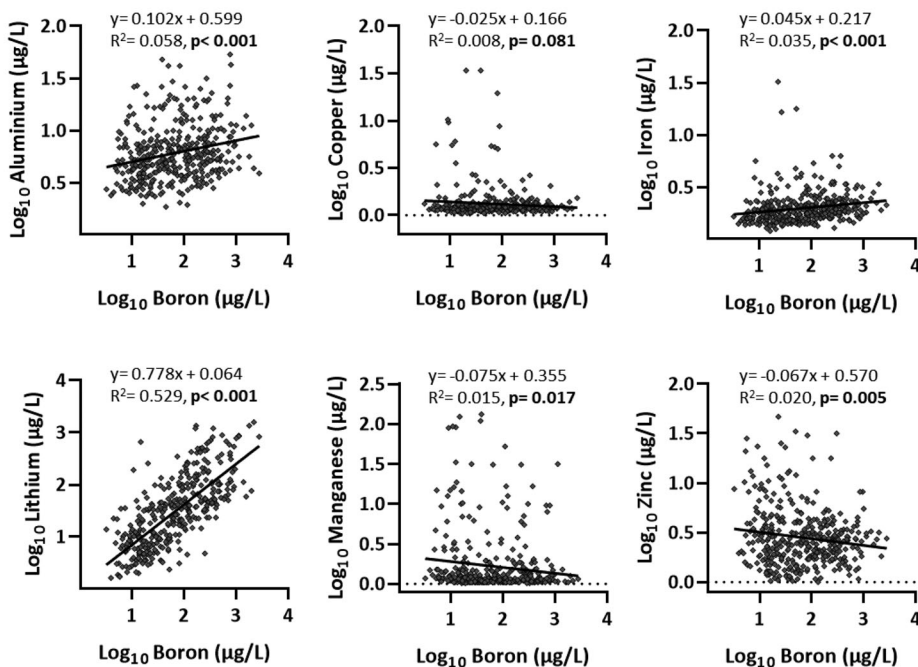 y= 0.102x + 0.599
R²= 0.058, p< 0.001
Log₁₀ Aluminium (µg/L)
2.0
1.5
1.0
0.5
1 2 3 4
Log₁₀ Boron (µg/L)
y= -0.025x + 0.166
R²= 0.008, p= 0.081
Log₁₀ Copper (µg/L)
2.0
1.5
1.0
0.5
0.0
1 2 3 4
Log₁₀ Boron (µg/L)
y= 0.045x + 0.217
R²= 0.035, p< 0.001
Log₁₀ Iron (µg/L)
2.0
1.5
1.0
0.5
1 2 3 4
Log₁₀ Boron (µg/L)
y= 0.778x + 0.064
R²= 0.529, p< 0.001
Log₁₀ Lithium (µg/L)
4
3
2
1
1 2 3 4
Log₁₀ Boron (µg/L)
y= -0.075x + 0.355
R²= 0.015, p= 0.017
Log₁₀ Manganese (µg/L)
2.5
2.0
1.5
1.0
0.5
0.0
1 2 3 4
Log₁₀ Boron (µg/L)
y= -0.067x + 0.570
R²= 0.020, p= 0.005
Log₁₀ Zinc (µg/L)
2.0
1.5
1.0
0.5
0.0
1 2 3 4
Log₁₀ Boron (µg/L)